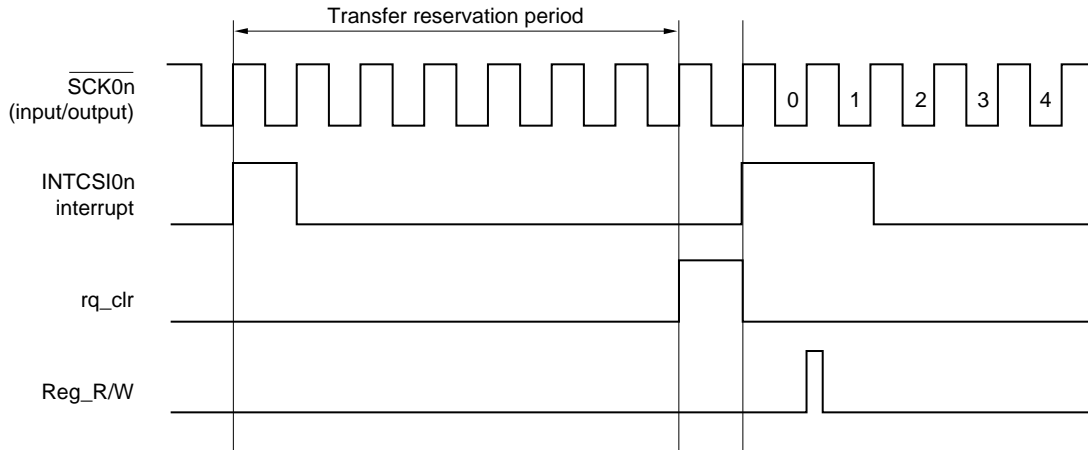 Transfer reservation period
SCK0n
(input/output)
0 1 2 3 4
INTCSI0n
interrupt
rq_clr
Reg_R/W